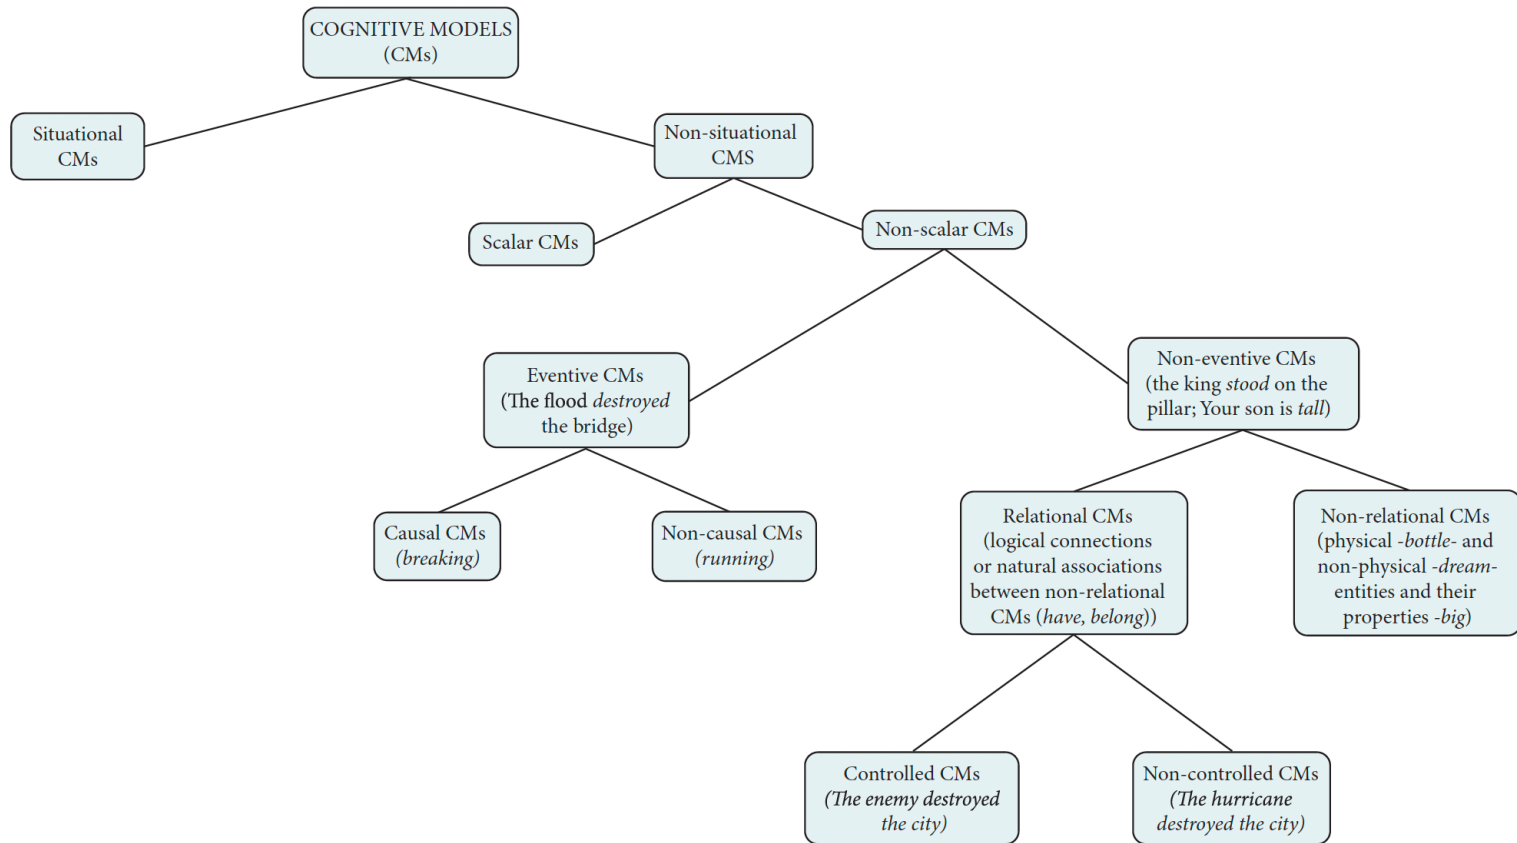 COGNITIVE MODELS
(CMs)
Situational
CMs
Non-situational
CMS
Scalar CMs
Non-scalar CMs
Eventive CMs
(The flood destroyed
the bridge)
Non-eventive CMs
(the king stood on the
pillar; Your son is tall)
Causal CMs
(breaking)
Non-causal CMs
(running)
Relational CMs
(logical connections
or natural associations
between non-relational
CMs (have, belong))
Non-relational CMs
(physical -bottle- and
non-physical -dream-
entities and their
properties -big)
Controlled CMs
(The enemy destroyed
the city)
Non-controlled CMs
(The hurricane
destroyed the city)